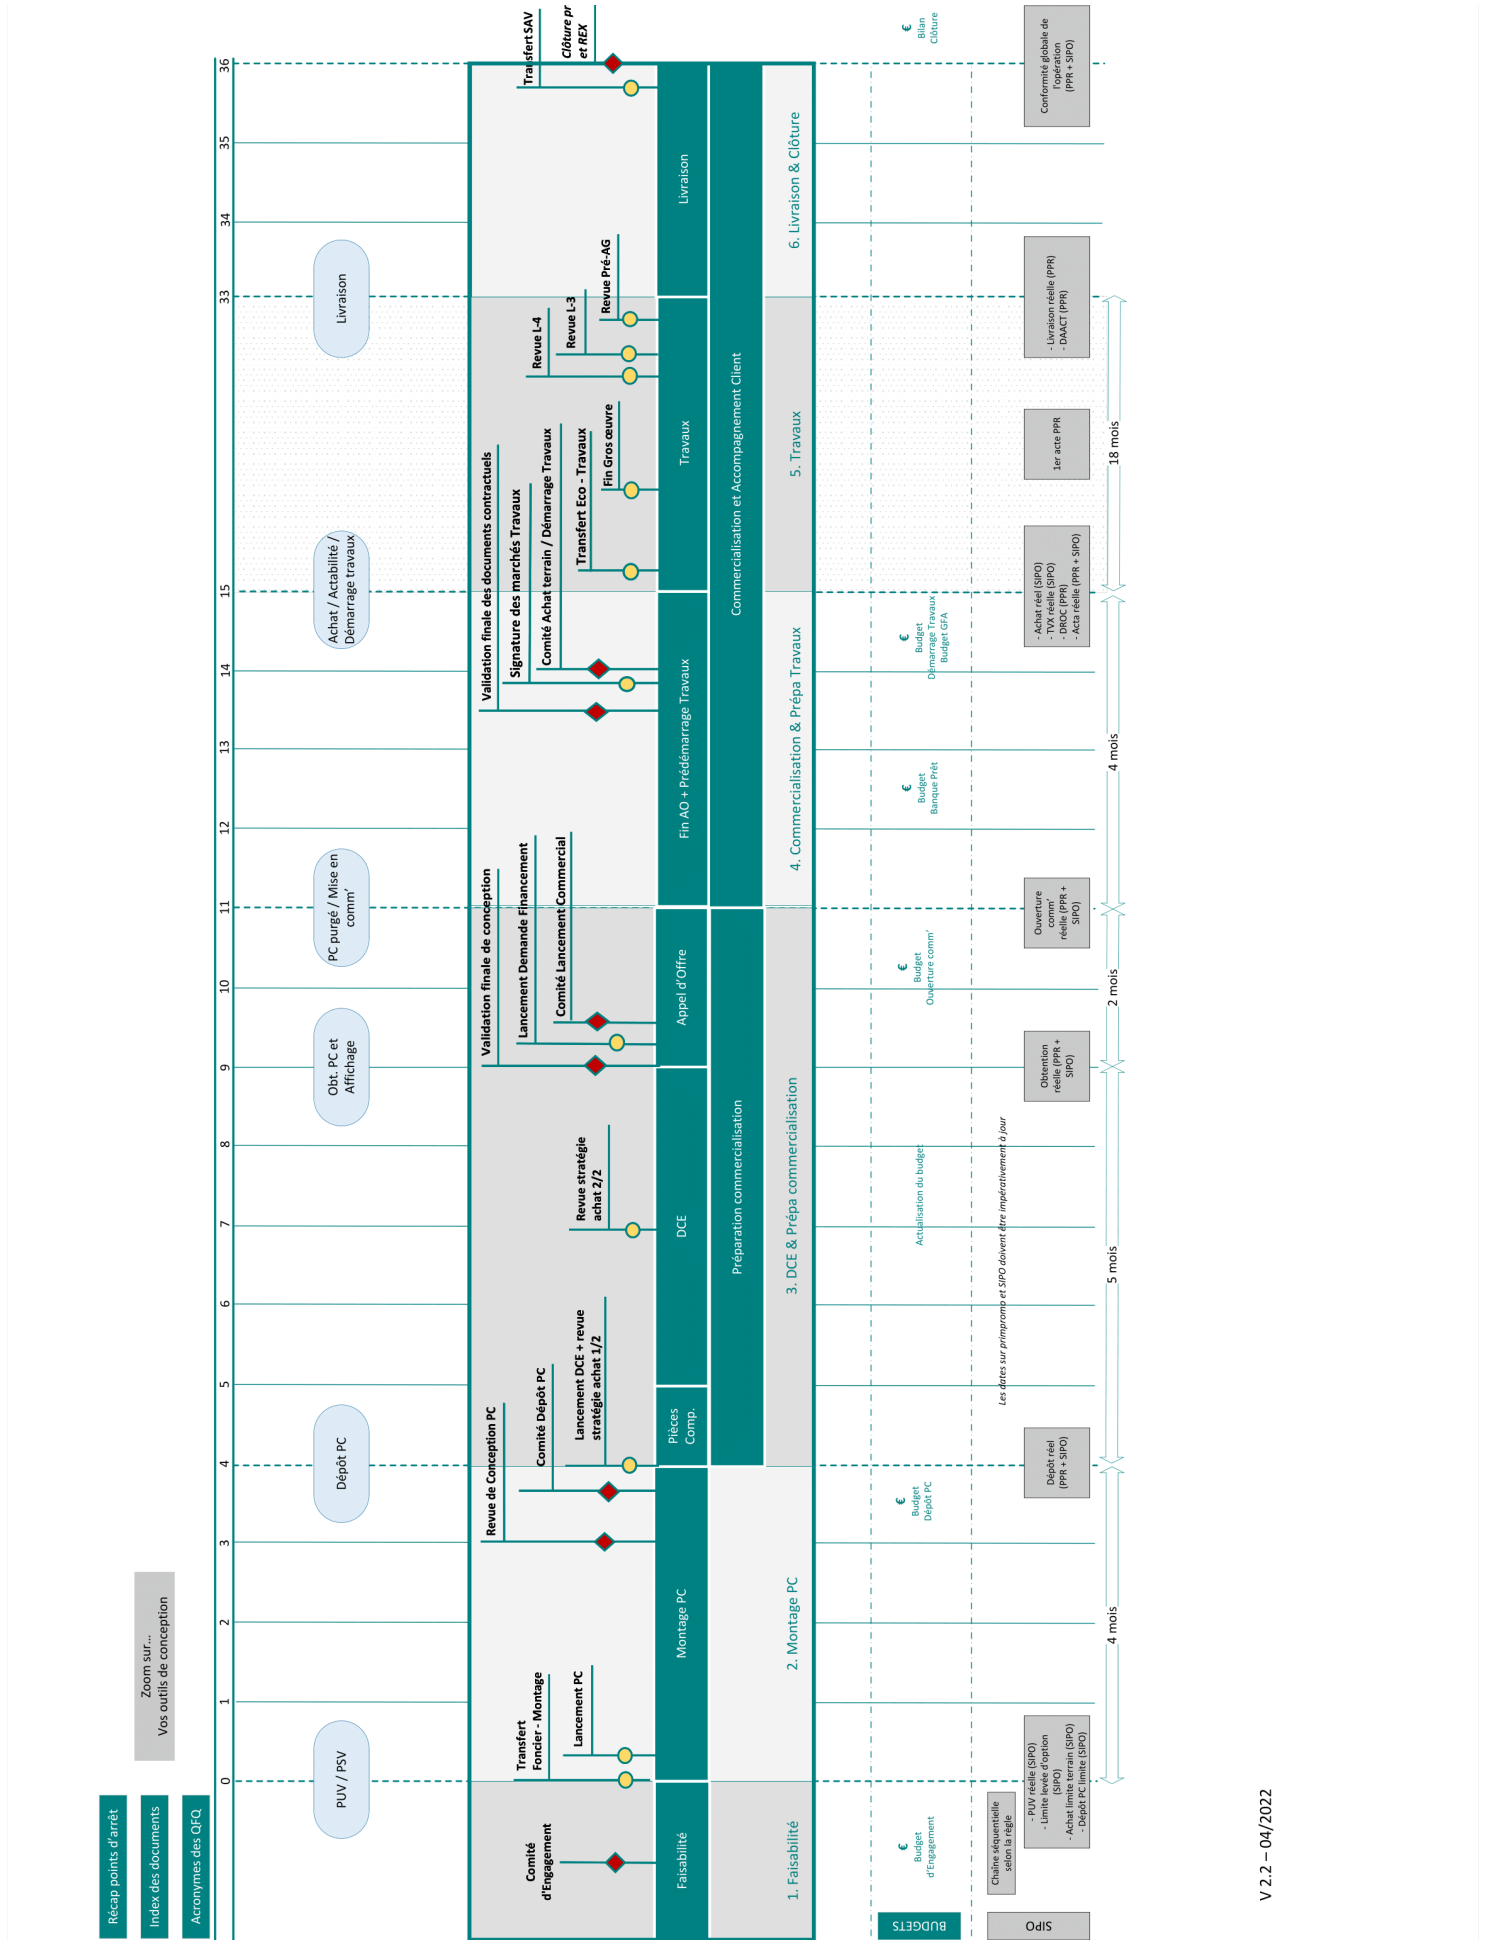 Récap points d'arrêt
Index des documents
Acronymes des QFQ
Zoom sur…
Vos outils de conception
0
1
2
3
4
5
6
7
8
9
10
11
12
13
14
15
33
34
35
36
PUV / PSV
Dépôt PC
Obt. PC et
Affichage
PC purgé / Mise en
comm'
Achat / Actabilité /
Démarrage travaux
Livraison
Comité
d'Engagement
Transfert
Foncier - Montage
Lancement PC
Revue de Conception PC
Comité Dépôt PC
Lancement DCE + revue
stratégie achat 1/2
Revue stratégie
achat 2/2
Validation finale de conception
Lancement Demande Financement
Comité Lancement Commercial
Validation finale des documents contractuels
Signature des marchés Travaux
Comité Achat terrain / Démarrage Travaux
Transfert Eco - Travaux
Fin Gros œuvre
Revue L-4
Revue L-3
Revue Pré-AG
Transfert SAV
Clôture pr
et REX
Faisabilité
Montage PC
Pièces
Comp.
DCE
Appel d'Offre
Fin AO + Prédémarrage Travaux
Travaux
Livraison
Préparation commercialisation
Commercialisation et Accompagnement Client
1. Faisabilité
2. Montage PC
3. DCE & Prépa commercialisation
4. Commercialisation & Prépa Travaux
5. Travaux
6. Livraison & Clôture
BUDGETS
€
Budget
d'Engagement
€
Budget
Dépôt PC
Actualisation du budget
€
Budget
Ouverture comm'
€
Budget
Banque Prêt
€
Budget
Démarrage Travaux
Budget GFA
€
Bilan
Clôture
SIPO
Chaîne séquentielle
selon la règle
- PUV réelle (SIPO)
- Limite levée d'option
(SIPO)
- Achat limite terrain (SIPO)
- Dépôt PC limite (SIPO)
Dépôt réel
(PPR + SIPO)
Les dates sur primpromo et SIPO doivent être impérativement à jour
Obtention
réelle (PPR +
SIPO)
Ouverture
comm'
réelle (PPR +
SIPO)
- Achat réel (SIPO)
- TVX réelle (SIPO)
- DROC (PPR)
- Acta réelle (PPR + SIPO)
1er acte PPR
- Livraison réelle (PPR)
- DAACT (PPR)
Conformité globale de
l'opération
(PPR + SIPO)
4 mois
5 mois
2 mois
4 mois
18 mois
V 2.2 – 04/2022